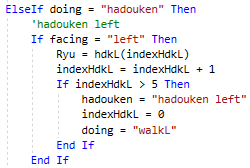 ElseIf doing = "hadouken" Then
'hadouken left
If facing = "left" Then
Ryu = hdkL(indexHdkL)
indexHdkL = indexHdkL + 1
If indexHdkL > 5 Then
hadouken = "hadouken left"
indexHdkL = 0
doing = "walkL"
End If
End If